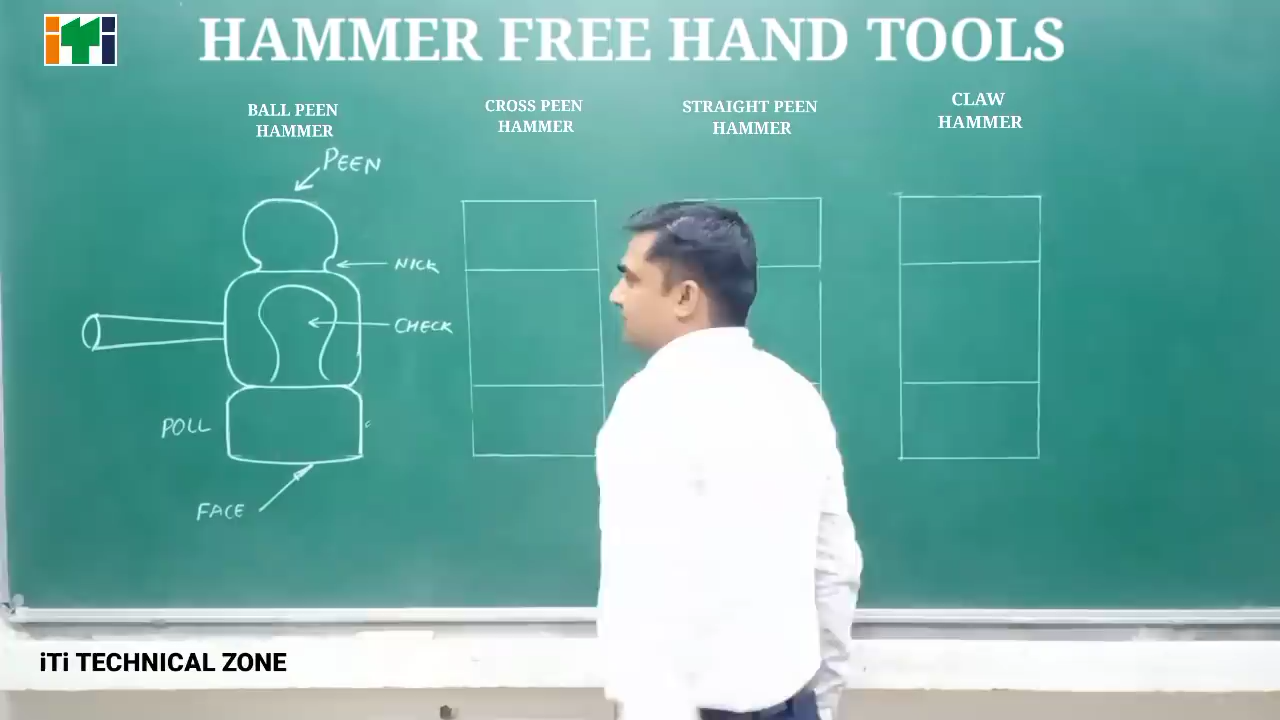 iTi
HAMMER FREE HAND TOOLS
BALL PEEN
HAMMER
CROSS PEEN
HAMMER
STRAIGHT PEEN
HAMMER
CLAW
HAMMER
PEEN
NICK
CHECK
POLL
FACE
iTi TECHNICAL ZONE